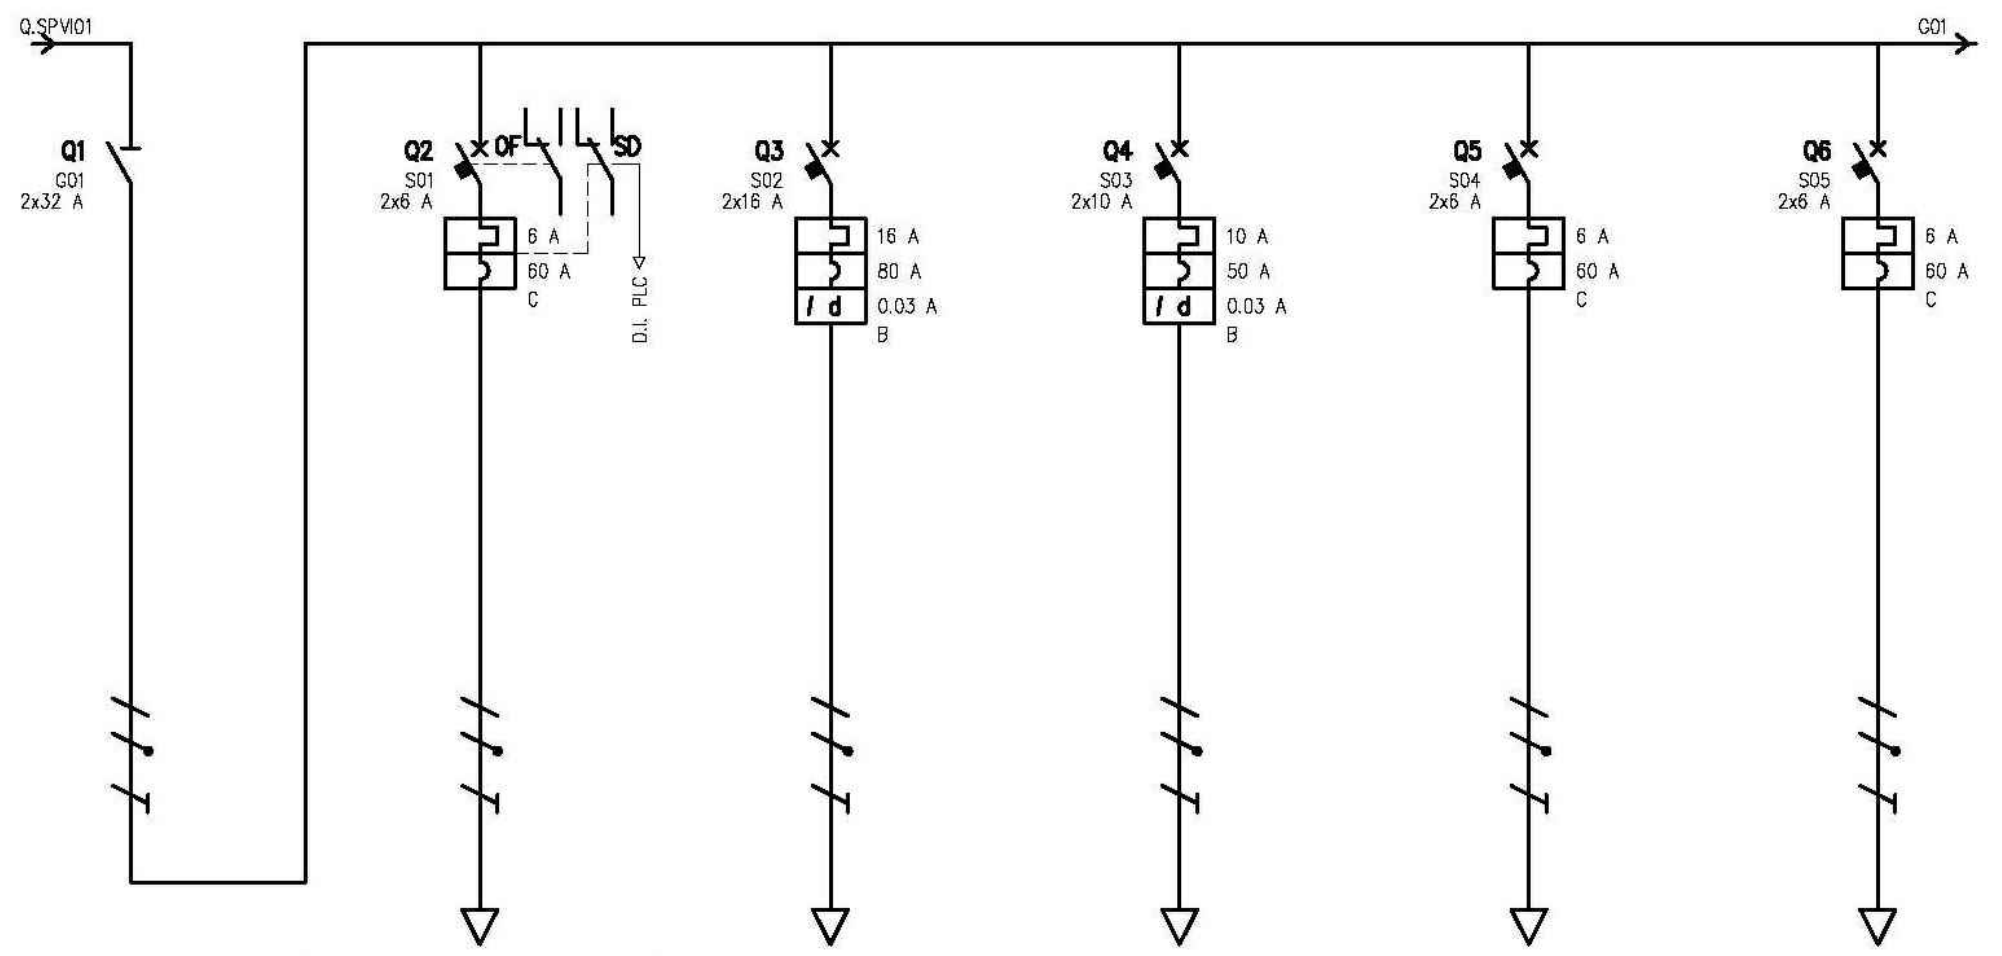 Q.SPVI01
G01
Q1
G01
2x32 A
Q2
S01
2x6 A
OF
SD
6 A
60 A
C
D.I. PLC
Q3
S02
2x16 A
16 A
80 A
I d
0.03 A
B
Q4
S03
2x10 A
10 A
50 A
I d
0.03 A
B
Q5
S04
2x6 A
6 A
60 A
C
Q6
S05
2x6 A
6 A
60 A
C